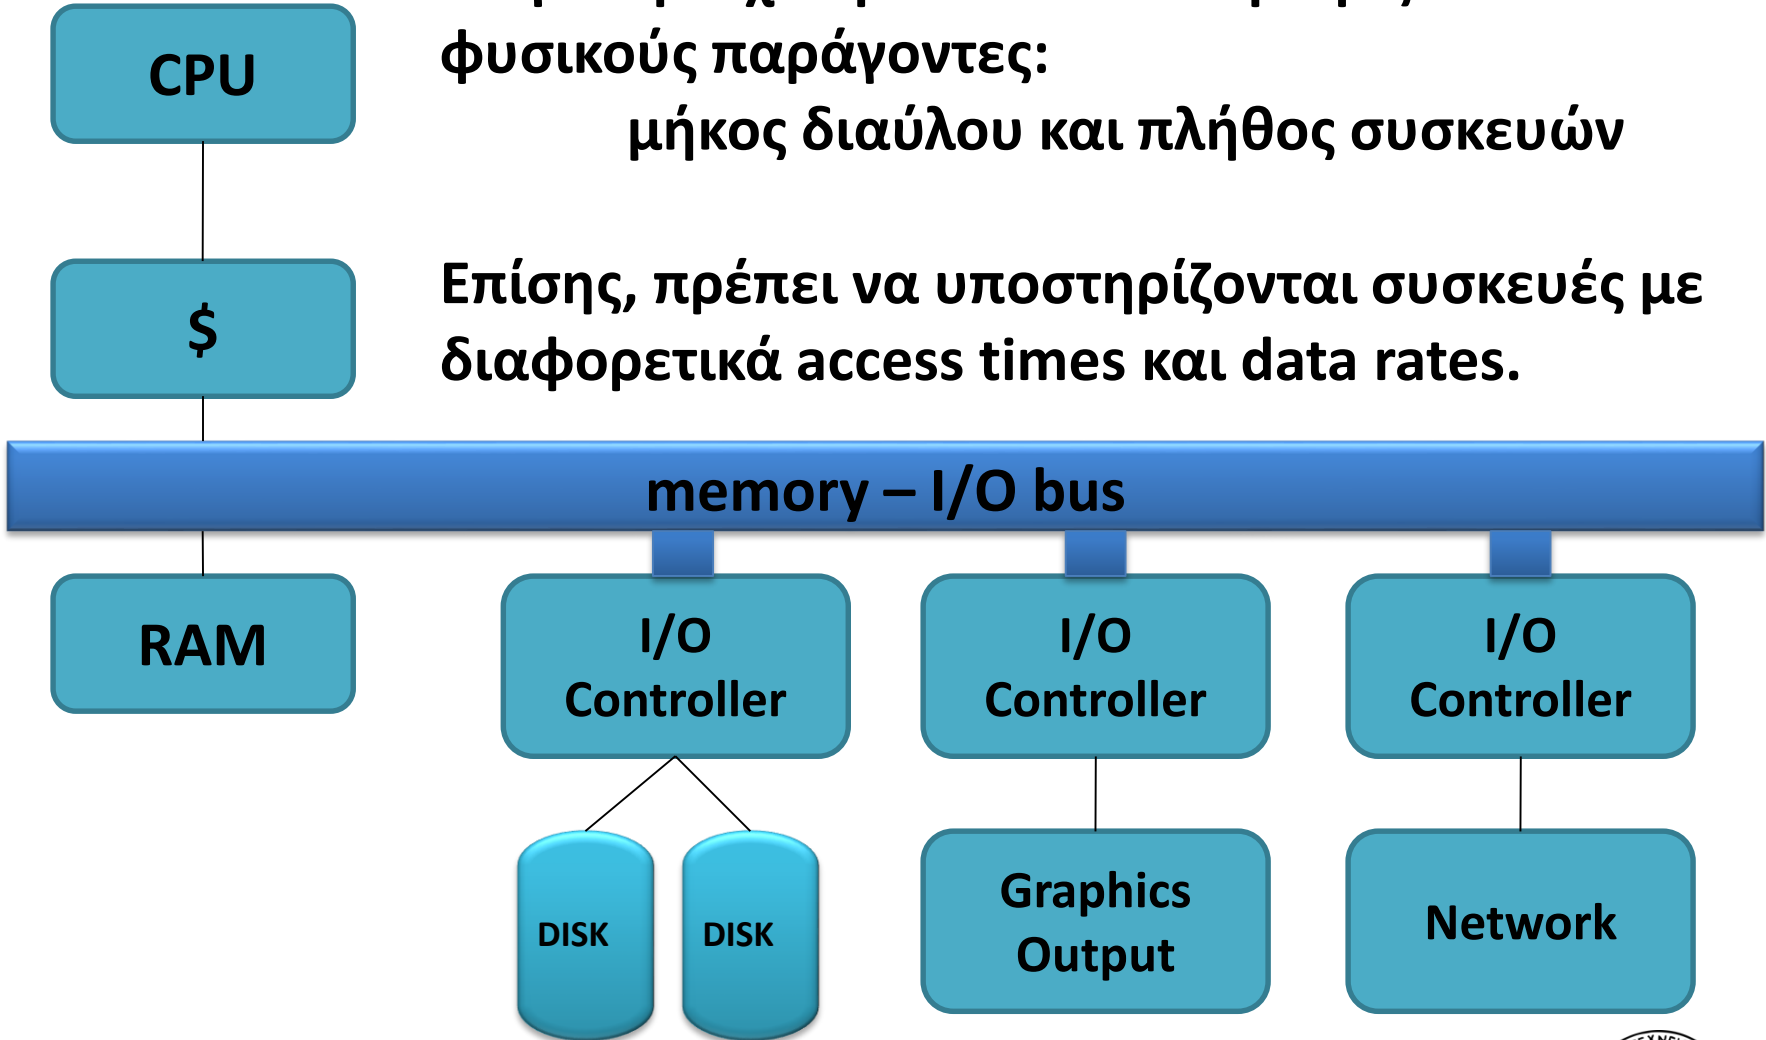 CPU
φυσικούς παράγοντες:
μήκος διαύλου και πλήθος συσκευών
$
Επίσης, πρέπει να υποστηρίζονται συσκευές με
διαφορετικά access times και data rates.
memory – I/O bus
RAM
I/O
Controller
I/O
Controller
I/O
Controller
DISK
DISK
Graphics
Output
Network